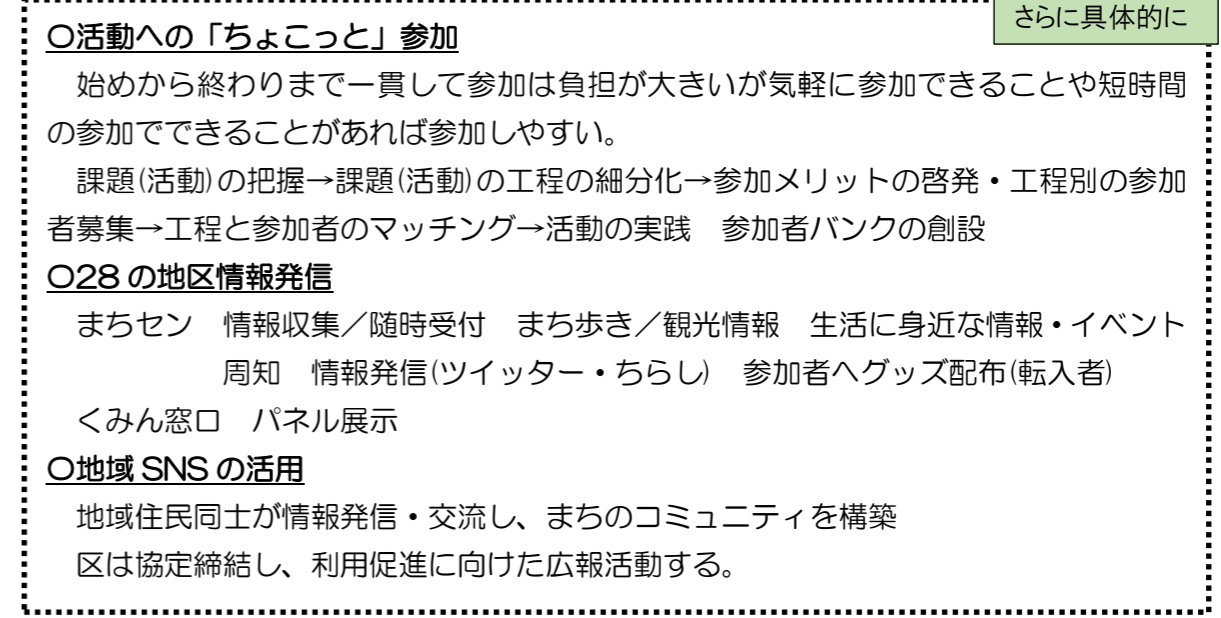 さらに具体的に
〇活動への「ちょこっと」参加
始めから終わりまで一貫して参加は負担が大きいが気軽に参加できることや短時間
の参加でできることがあれば参加しやすい。
課題(活動)の把握→課題(活動)の工程の細分化→参加メリットの啓発・工程別の参加
者募集→工程と参加者のマッチング→活動の実践　参加者バンクの創設
〇28の地区情報発信
まちセン　情報収集／随時受付　まち歩き／観光情報　生活に身近な情報・イベント
周知　情報発信(ツイッター・ちらし)　参加者へグッズ配布(転入者)
くみん窓口　パネル展示
〇地域SNSの活用
地域住民同士が情報発信・交流し、まちのコミュニティを構築
区は協定締結し、利用促進に向けた広報活動する。